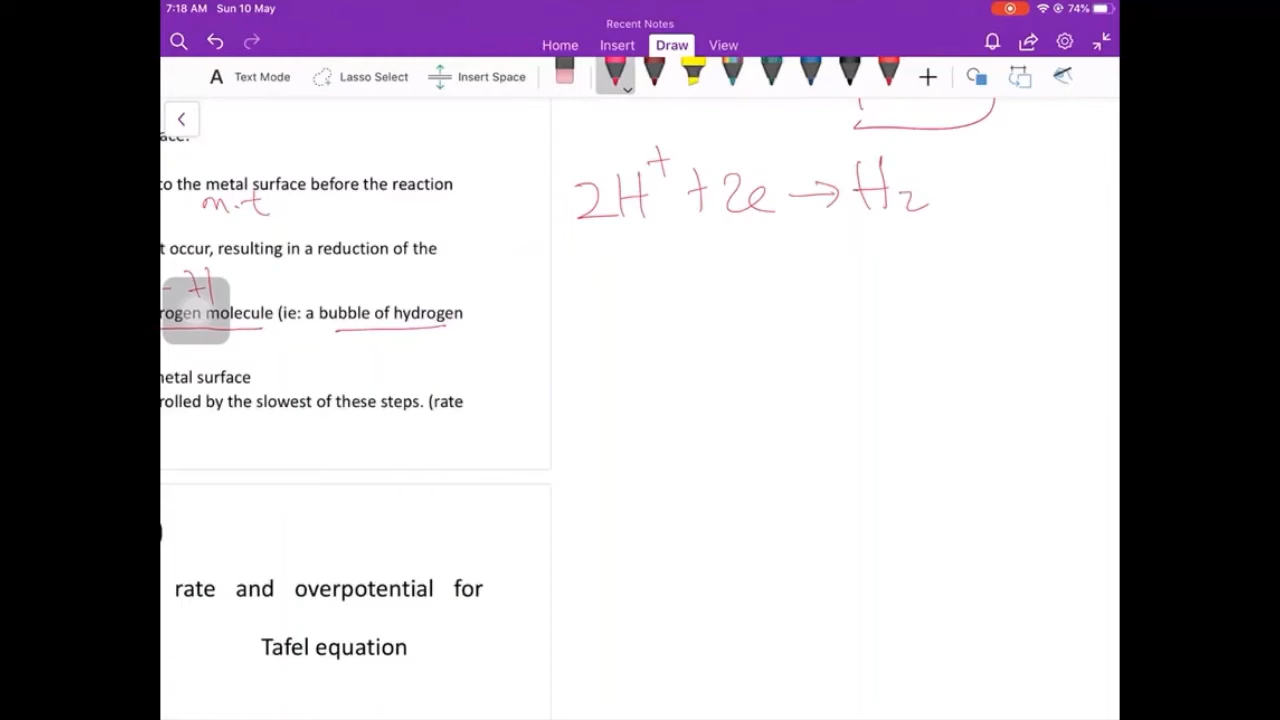 7:18 AM Sun 10 May
74%
Recent Notes
Home Insert Draw View
A Text Mode Lasso Select Insert Space
2H⁺ + 2e → H₂
to the metal surface before the reaction
m.t
t occur, resulting in a reduction of the
- H
rogen molecule (ie: a bubble of hydrogen
netal surface
rolled by the slowest of these steps. (rate
)
rate and overpotential for
Tafel equation